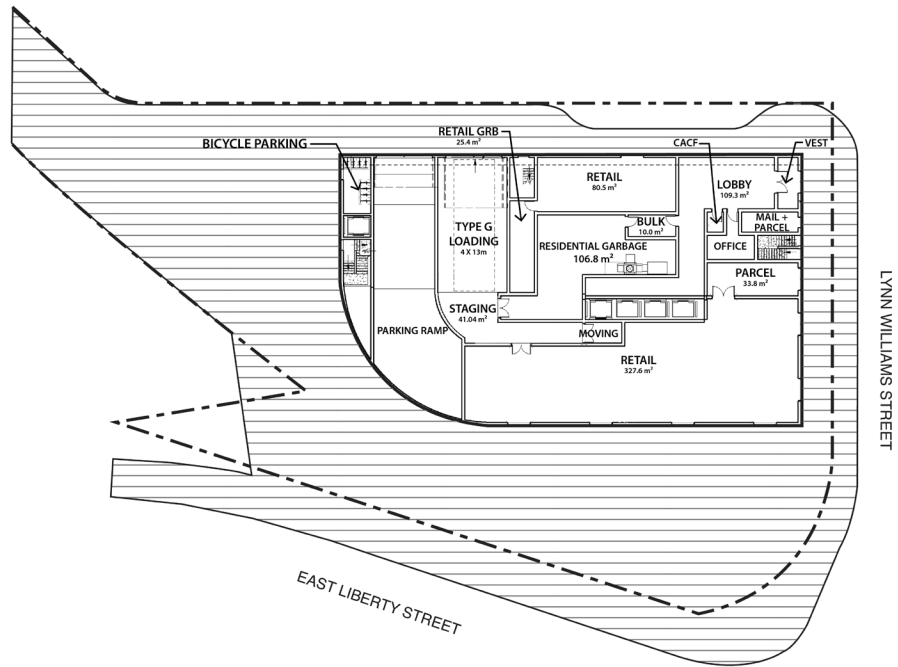 RETAIL GRB
25.4 m²
BICYCLE PARKING
CACF
VEST
RETAIL
80.5 m²
LOBBY
109.3 m²
TYPE G
LOADING
4 X 13m
BULK
10.0 m²
MAIL +
PARCEL
RESIDENTIAL GARBAGE
106.8 m²
OFFICE
PARCEL
33.8 m²
STAGING
41.04 m²
PARKING RAMP
MOVING
RETAIL
327.6 m²
LYNN WILLIAMS STREET
EAST LIBERTY STREET